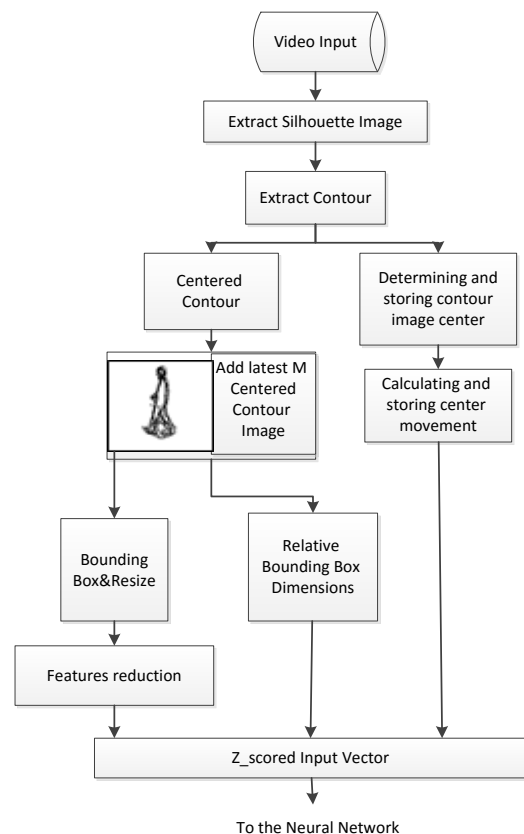 Video Input
Extract Silhouette Image
Extract Contour
Centered
Contour
Determining and
storing contour
image center
Add latest M
Centered
Contour
Image
Calculating and
storing center
movement
Bounding
Box&Resize
Relative
Bounding Box
Dimensions
Features reduction
Z_scored Input Vector
To the Neural Network